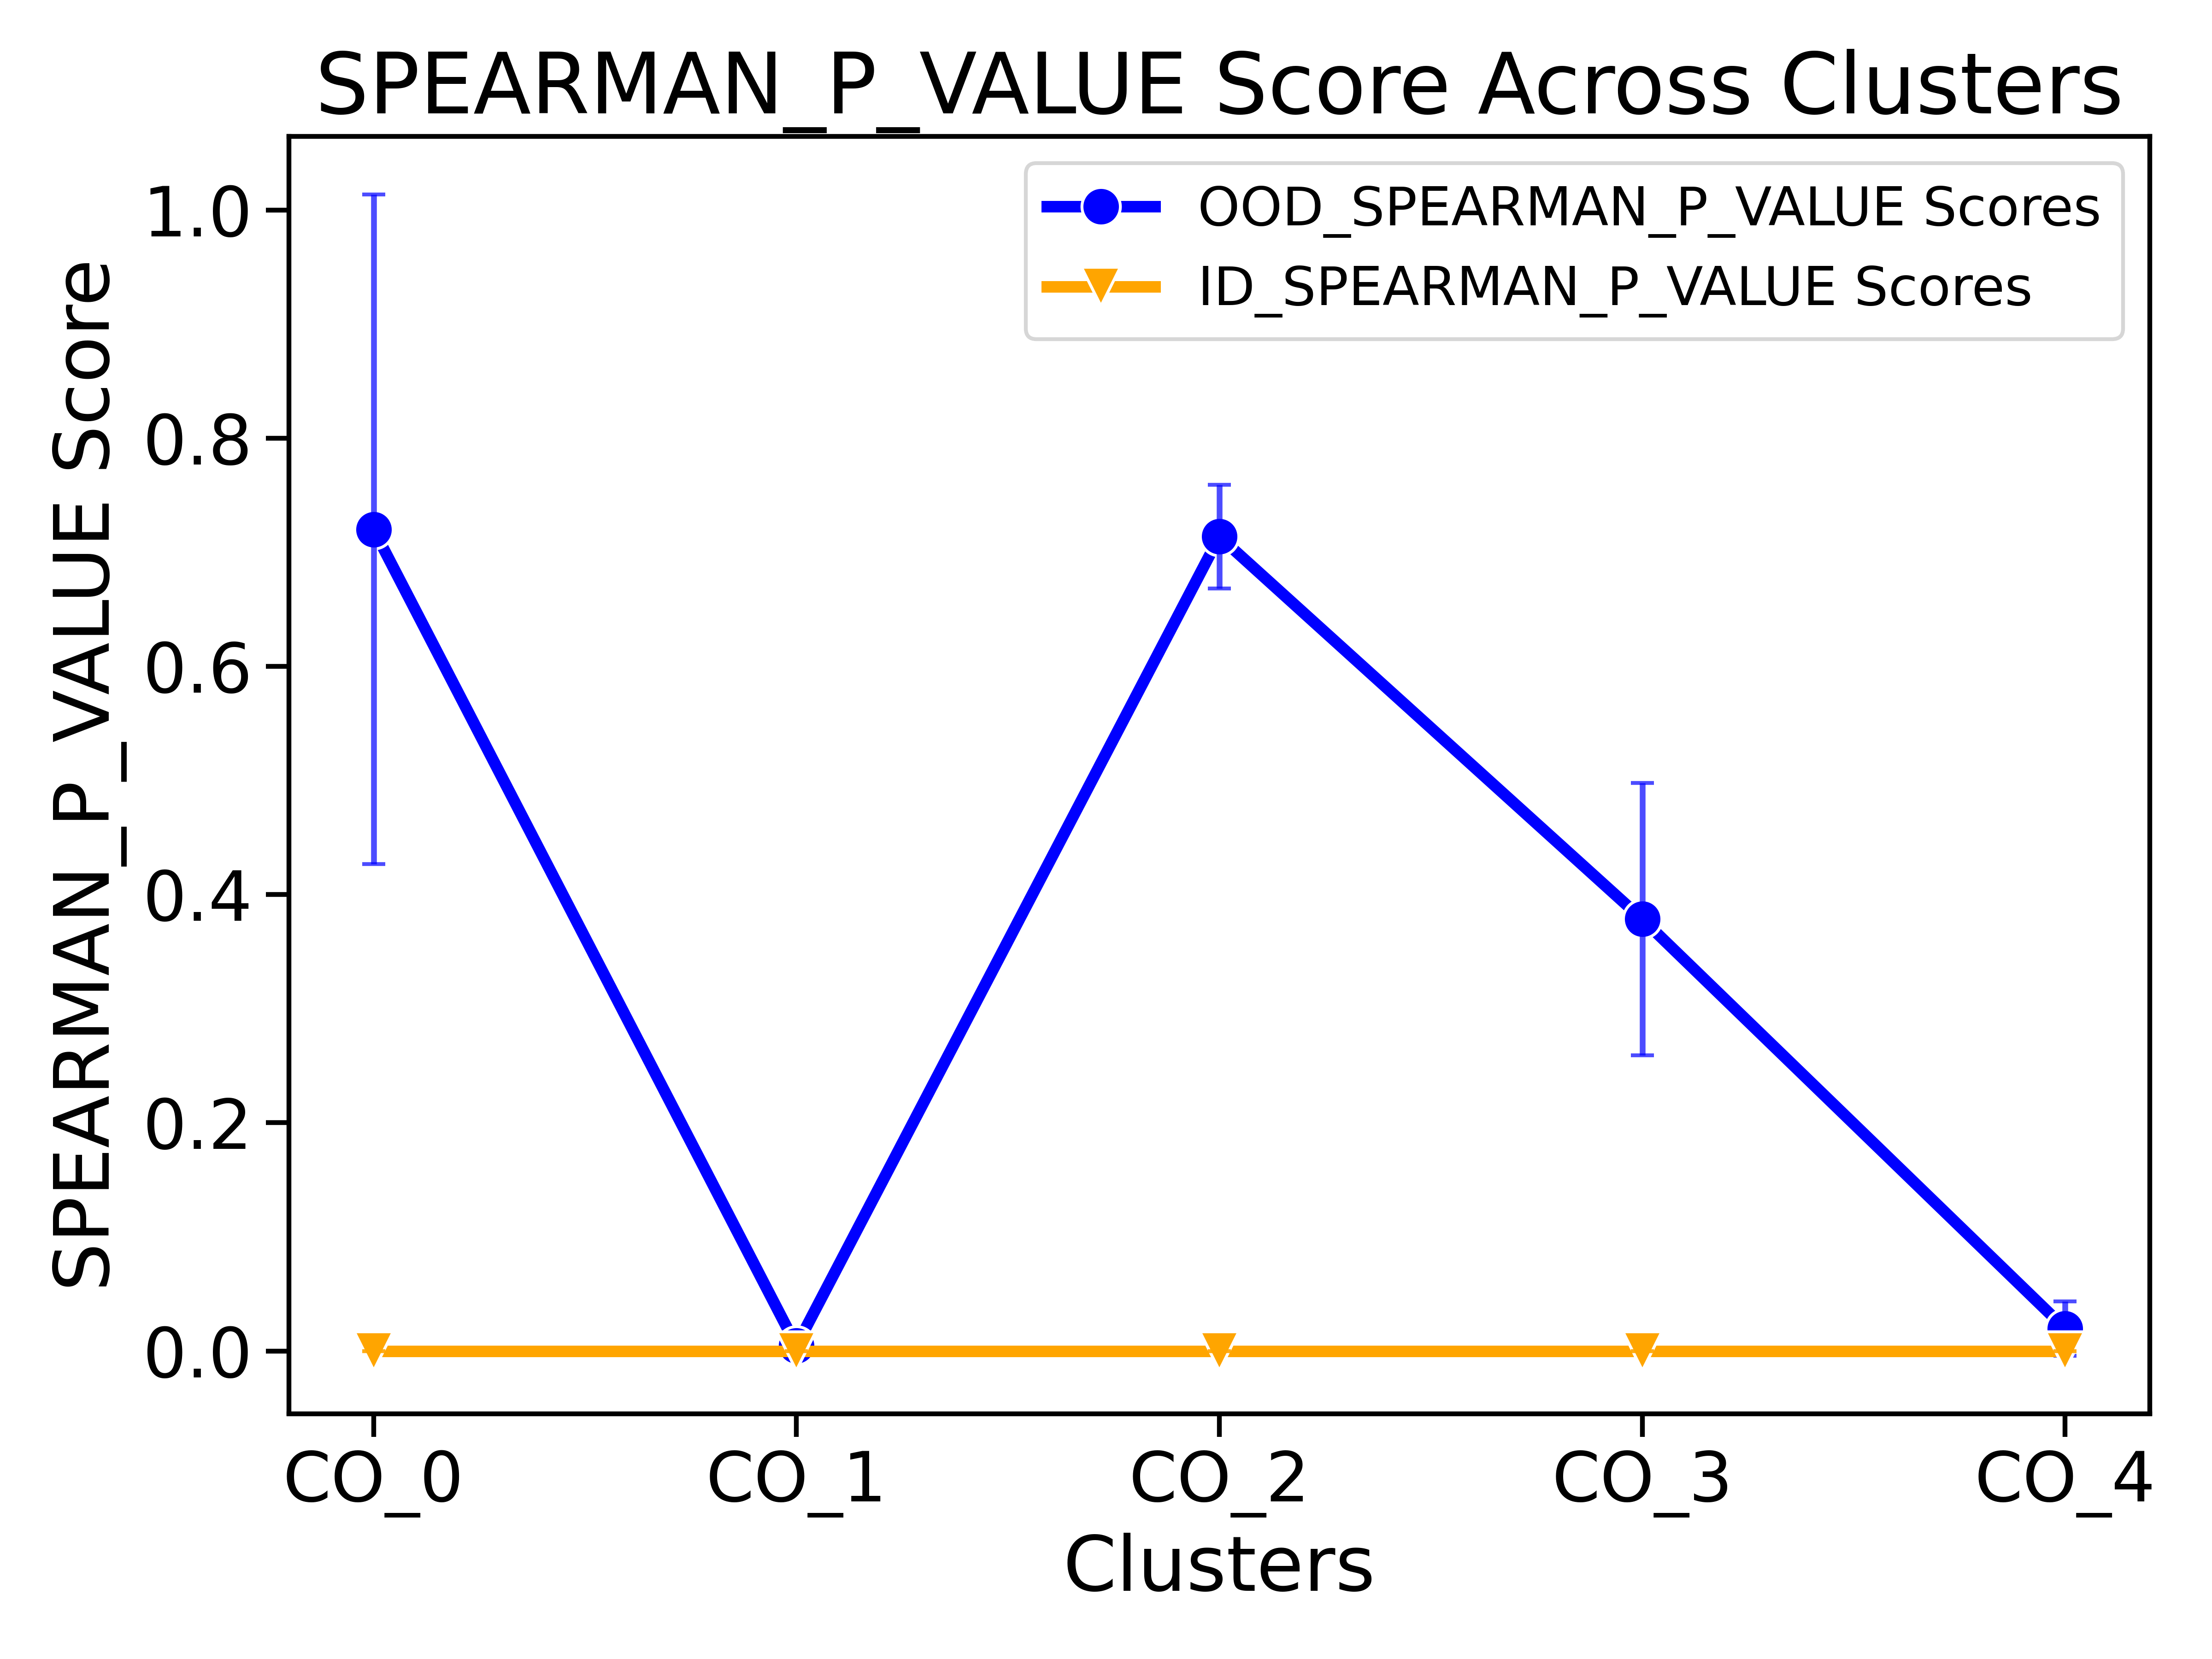 SPEARMAN_P_VALUE Score Across Clusters
OOD_SPEARMAN_P_VALUE Scores
ID_SPEARMAN_P_VALUE Scores
SPEARMAN_P_VALUE Score
1.0
0.8
0.6
0.4
0.2
0.0
CO_0 CO_1 CO_2 CO_3 CO_4
Clusters